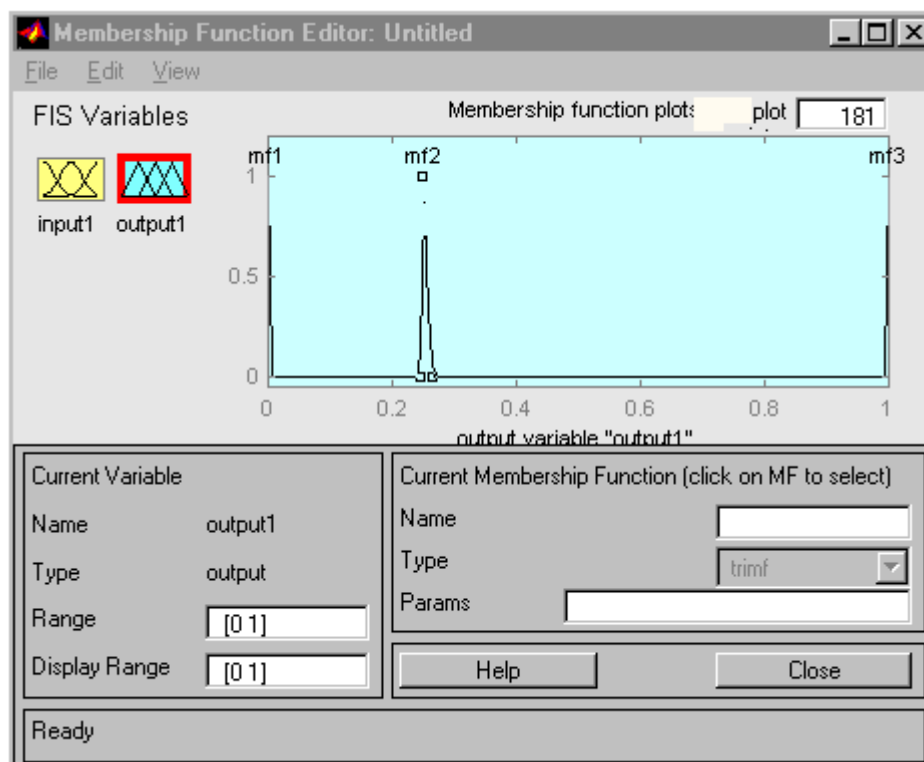 Membership Function Editor: Untitled
File Edit View
FIS Variables
Membership function plots plot 181
input1 output1
mf1 mf2 mf3
1
0.5
0
0 0.2 0.4 0.6 0.8 1
output variable "output1"
Current Variable
Name output1
Type output
Range [0 1]
Display Range [0 1]
Current Membership Function (click on MF to select)
Name
Type trimf
Params
Help Close
Ready